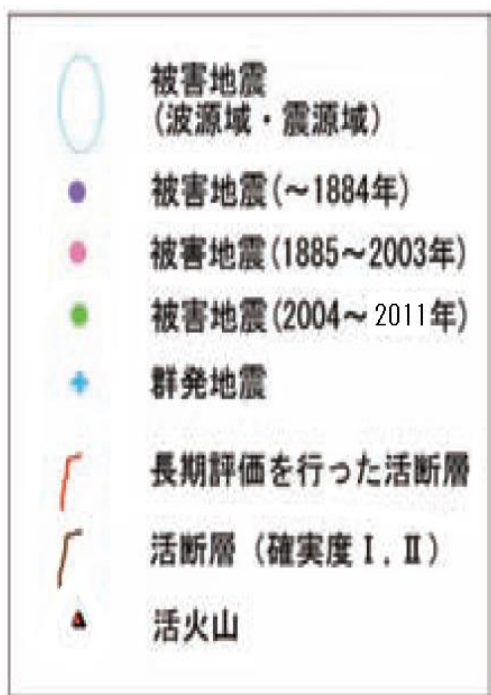 被害地震
(波源域・震源域)
被害地震(~1884年)
被害地震(1885~2003年)
被害地震(2004~2011年)
群発地震
長期評価を行った活断層
活断層(確実度Ⅰ,Ⅱ)
活火山